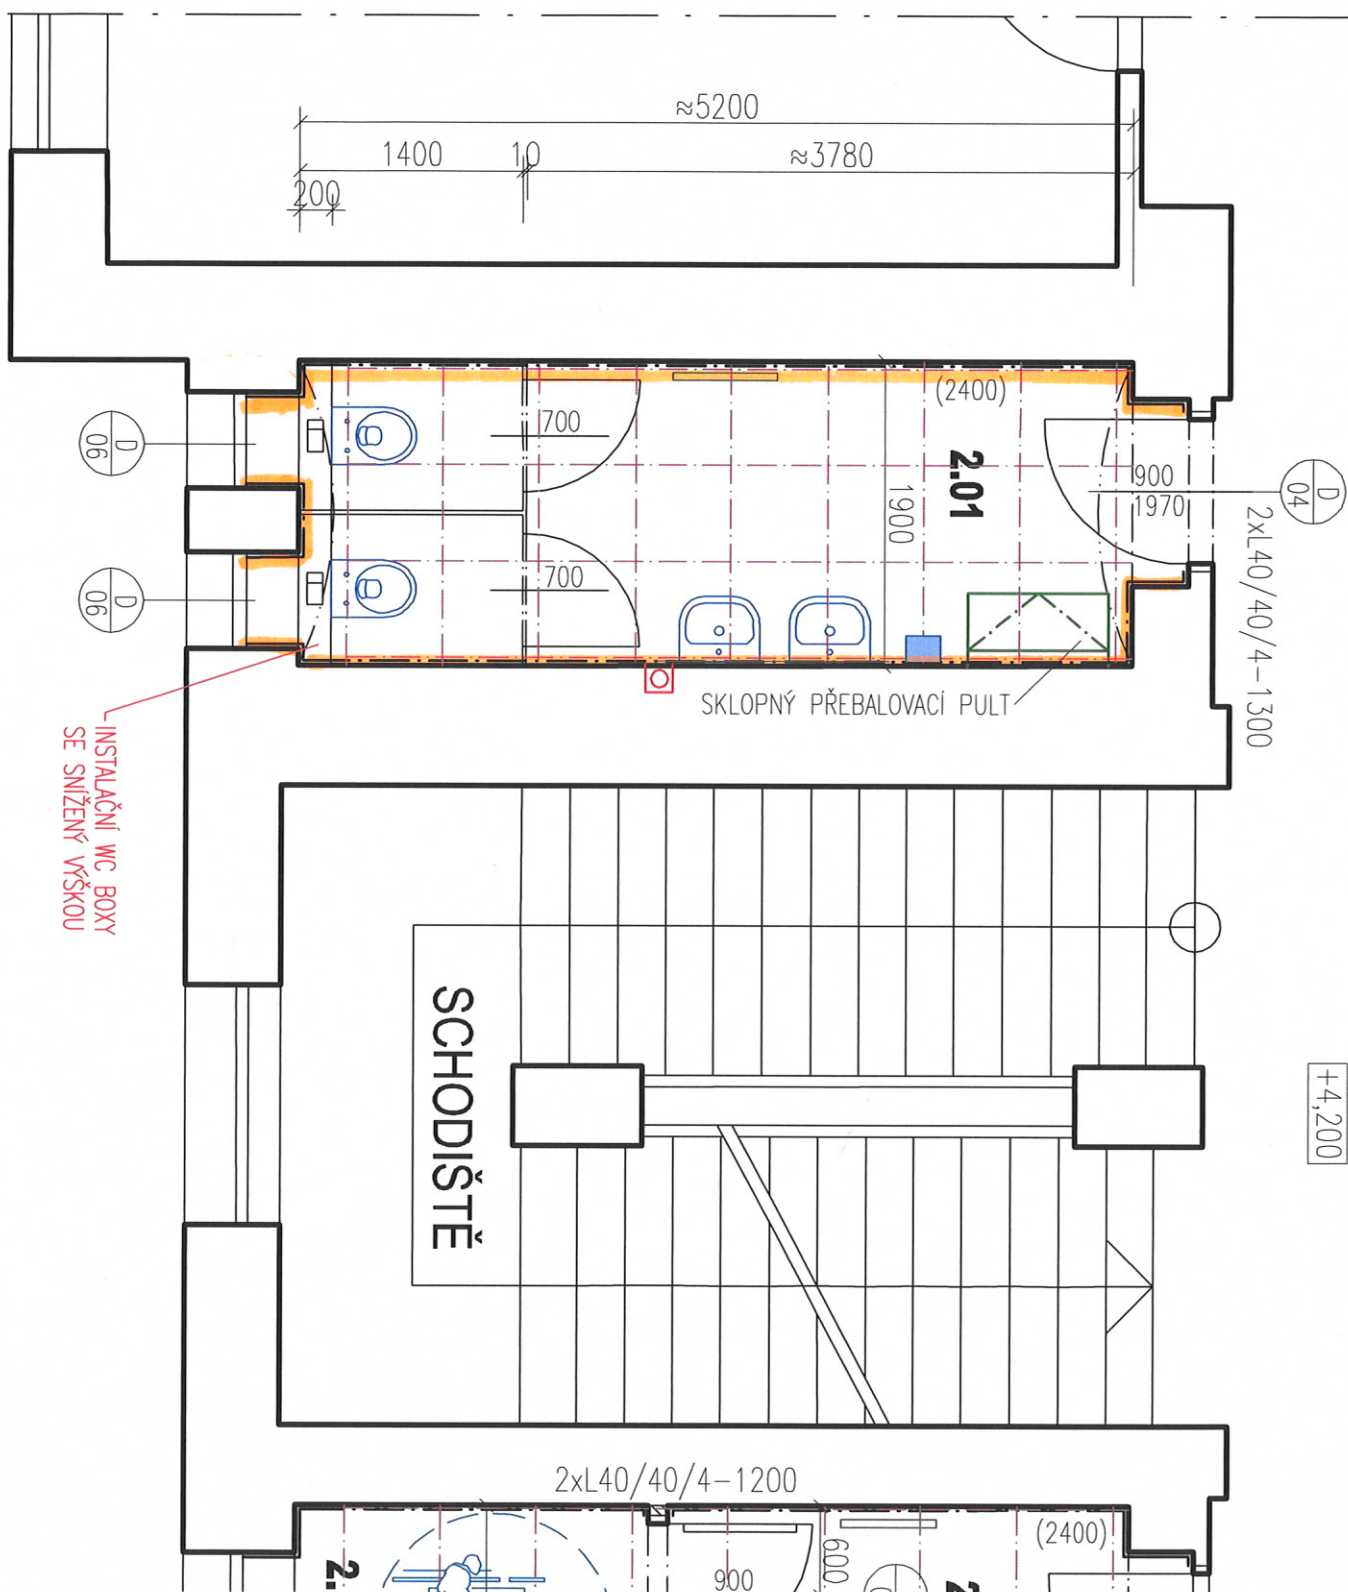 ≈5200
1400
10
≈3780
200
(2400)
700
2.01
900
1970
D
04
1900
D
06
700
D
06
2xL40/40/4-1300
SKLOPNÝ PŘEBALOVACÍ PULT
INSTALAČNÍ WC BOXY
SE SNÍŽENÝ VÝŠKOU
SCHODIŠTĚ
+4,200
2xL40/40/4-1200
(2400)
600
900
2.
2